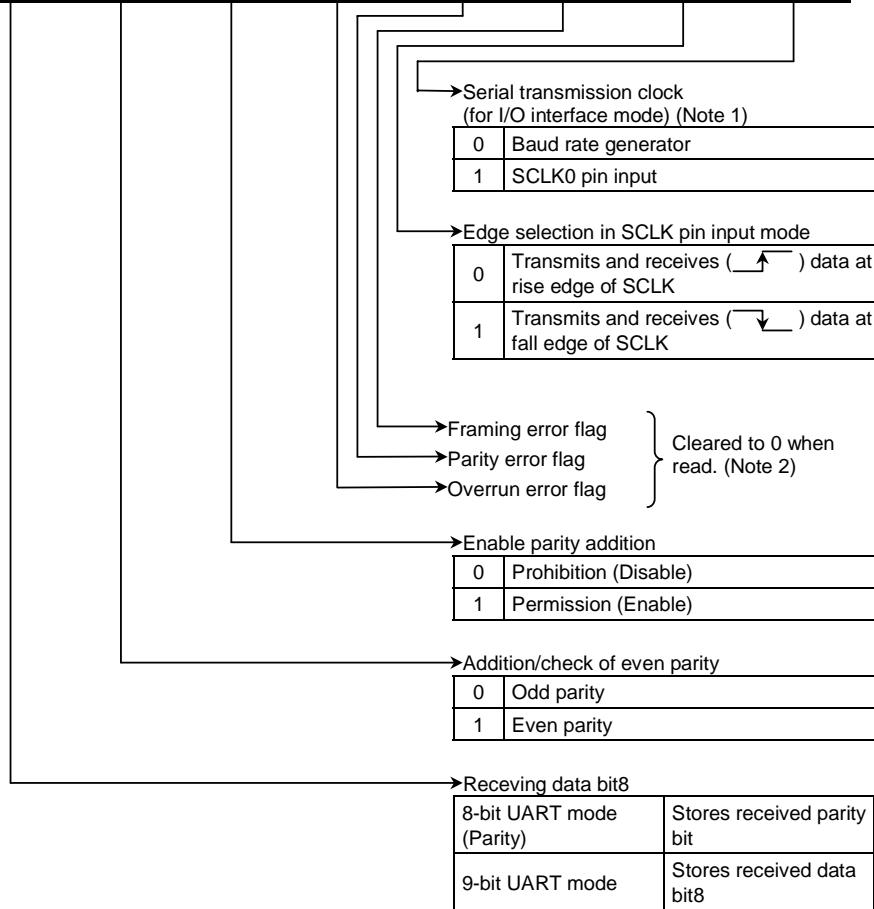 Serial transmission clock
(for I/O interface mode) (Note 1)
0 Baud rate generator
1 SCLK0 pin input
Edge selection in SCLK pin input mode
0 Transmits and receives ( ) data at
rise edge of SCLK
1 Transmits and receives ( ) data at
fall edge of SCLK
Framing error flag
Parity error flag
Overrun error flag
Cleared to 0 when
read. (Note 2)
Enable parity addition
0 Prohibition (Disable)
1 Permission (Enable)
Addition/check of even parity
0 Odd parity
1 Even parity
Receving data bit8
8-bit UART mode
(Parity)
Stores received parity
bit
9-bit UART mode
Stores received data
bit8